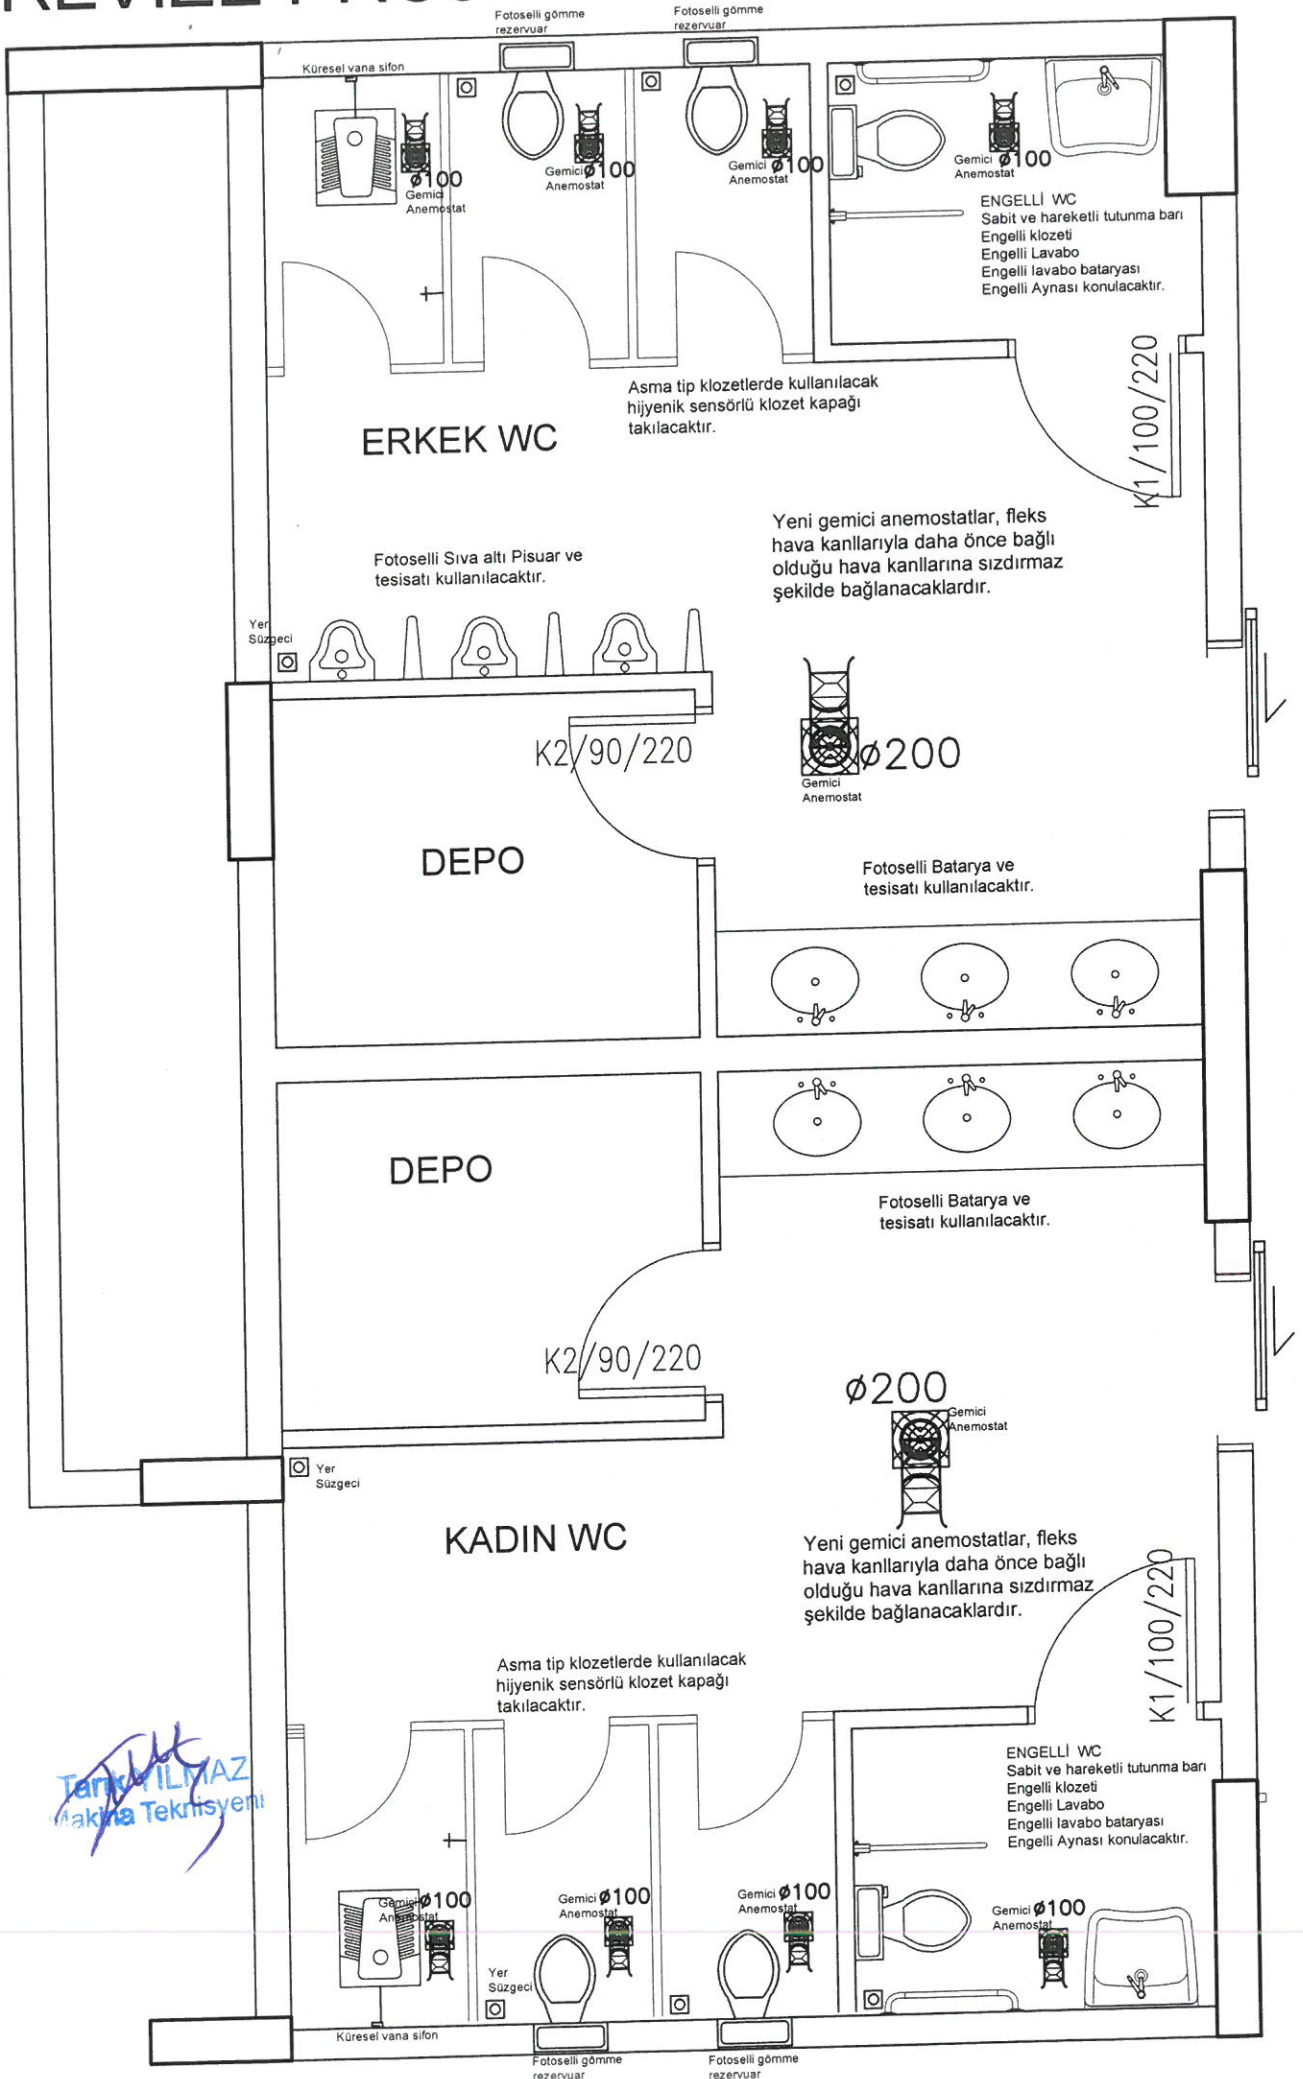 Fotoselli gömme
rezervuar
Fotoselli gömme
rezervuar
Küresel vana sifon
ø100
Gemici
Anemostat
Gemici ø100
Anemostat
Gemici ø100
Anemostat
Gemici ø100
Anemostat
ENGELLİ WC
Sabit ve hareketli tutunma barı
Engelli klozeti
Engelli Lavabo
Engelli lavabo bataryası
Engelli Aynası konulacaktır.
K1/100/220
Asma tip klozetlerde kullanılacak
hijyenik sensörlü klozet kapağı
takılacaktır.
ERKEK WC
Yeni gemici anemostatlar, fleks
hava kanllarıyla daha önce bağlı
olduğu hava kanllarına sızdırmaz
şekilde bağlanacaklardır.
Fotoselli Sıva altı Pisuar ve
tesisatı kullanılacaktır.
Yer
Süzgeci
K2/90/220
ø200
Gemici
Anemostat
DEPO
Fotoselli Batarya ve
tesisatı kullanılacaktır.
DEPO
Fotoselli Batarya ve
tesisatı kullanılacaktır.
K2/90/220
ø200
Gemici
Anemostat
Yer
Süzgeci
KADIN WC
Yeni gemici anemostatlar, fleks
hava kanllarıyla daha önce bağlı
olduğu hava kanllarına sızdırmaz
şekilde bağlanacaklardır.
K1/100/220
Asma tip klozetlerde kullanılacak
hijyenik sensörlü klozet kapağı
takılacaktır.
Tarık YILMAZ
Makina Teknisyeni
ENGELLİ WC
Sabit ve hareketli tutunma barı
Engelli klozeti
Engelli Lavabo
Engelli lavabo bataryası
Engelli Aynası konulacaktır.
Gemici ø100
Anemostat
Gemici ø100
Anemostat
Gemici ø100
Anemostat
Gemici ø100
Anemostat
Yer
Süzgeci
Küresel vana sifon
Fotoselli gömme
rezervuar
Fotoselli gömme
rezervuar